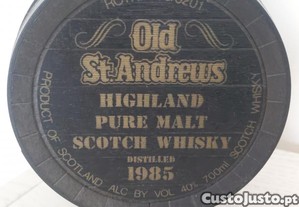 Old
St Andrews
HIGHLAND
PURE MALT
SCOTCH WHISKY
DISTILLED
1985
PRODUCT OF SCOTLAND ALC BY VOL 40% 700ml SCOTCH WHISKY
CustoJusto.pt